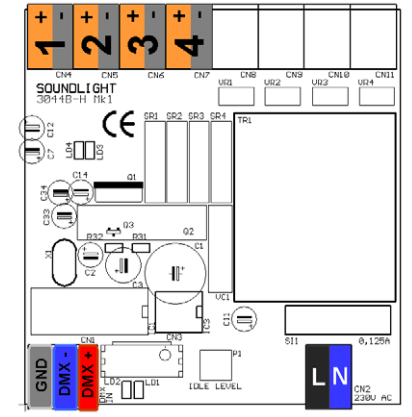 1 + -
2 + -
3 + -
4 + -
CN4 CN5 CN6 CN7 CN8 CN9 CN10 CN11
SOUNDLIGHT
3044B-H Mk1
CE
VR1 VR2 VR3 VR4
SR1 SR2 SR3 SR4
TR1
C12
C7
LD4
LD3
C34
C14
Q1
C33
Q3
Q2
R32
R31
X1
C2
C3
C1
VC1
IC3
C11
SI1 0,125A
CN1
CN3
GND
DMX -
DMX +
DMX IN
LD2
LD1
P1
IDLE LEVEL
L N
CN2
230V AC